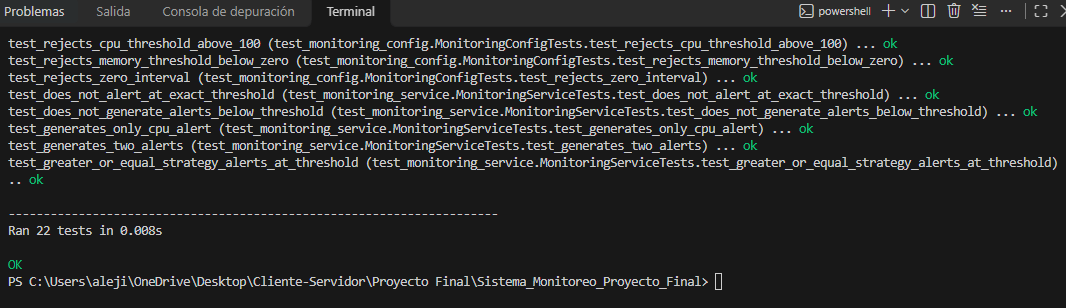 Problemas Salida Consola de depuración Terminal powershell
test_rejects_cpu_threshold_above_100 (test_monitoring_config.MonitoringConfigTests.test_rejects_cpu_threshold_above_100) ... ok
test_rejects_memory_threshold_below_zero (test_monitoring_config.MonitoringConfigTests.test_rejects_memory_threshold_below_zero) ... ok
test_rejects_zero_interval (test_monitoring_config.MonitoringConfigTests.test_rejects_zero_interval) ... ok
test_does_not_alert_at_exact_threshold (test_monitoring_service.MonitoringServiceTests.test_does_not_alert_at_exact_threshold) ... ok
test_does_not_generate_alerts_below_threshold (test_monitoring_service.MonitoringServiceTests.test_does_not_generate_alerts_below_threshold) ... ok
test_generates_only_cpu_alert (test_monitoring_service.MonitoringServiceTests.test_generates_only_cpu_alert) ... ok
test_generates_two_alerts (test_monitoring_service.MonitoringServiceTests.test_generates_two_alerts) ... ok
test_greater_or_equal_strategy_alerts_at_threshold (test_monitoring_service.MonitoringServiceTests.test_greater_or_equal_strategy_alerts_at_threshold)
.. ok
----------------------------------------------------------------------
Ran 22 tests in 0.008s
OK
PS C:\Users\aleji\OneDrive\Desktop\Cliente-Servidor\Proyecto Final\Sistema_Monitoreo_Proyecto_Final>